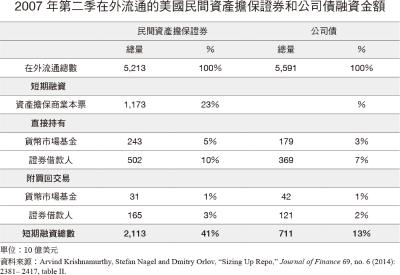 2007 年第二季在外流通的美國民間資產擔保證券和公司債融資金額
民間資產擔保證券 公司債
總量 % 總量 %
在外流通總數 5,213 100% 5,591 100%
短期融資
資產擔保商業本票 1,173 23% %
直接持有
貨幣市場基金 243 5% 179 3%
證券借款人 502 10% 369 7%
附買回交易
貨幣市場基金 31 1% 42 1%
證券借款人 165 3% 121 2%
短期融資總數 2,113 41% 711 13%
單位：10 億美元
資料來源：Arvind Krishnamurthy, Stefan Nagel and Dmitry Orlov, “Sizing Up Repo,” Journal of Finance 69, no. 6 (2014):
2381– 2417, table II.